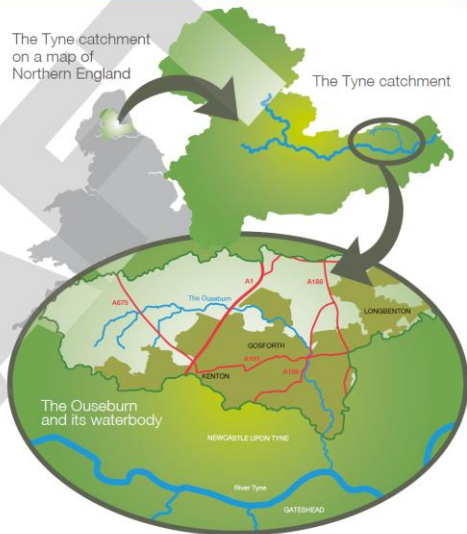 The Tyne catchment
on a map of
Northern England
The Tyne catchment
A1
A188
A675
The Ouseburn
LONGBENTON
GOSFORTH
A191
KENTON
A189
The Ouseburn
and its waterbody
NEWCASTLE UPON TYNE
River Tyne
GATESHEAD